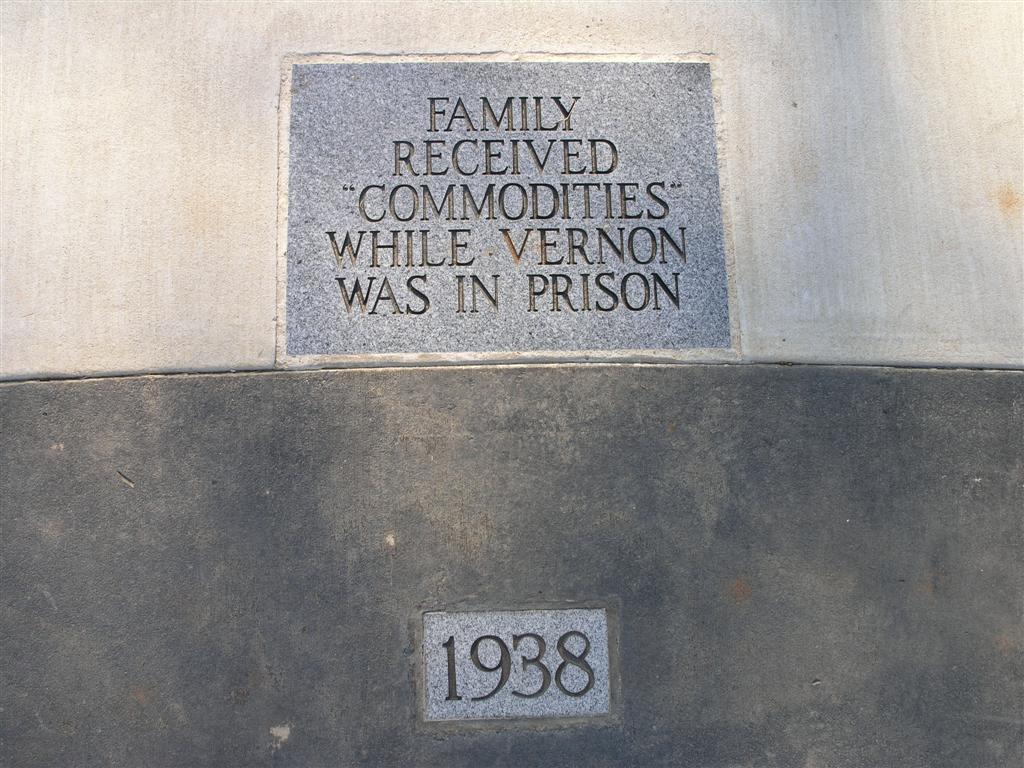 FAMILY
RECEIVED
"COMMODITIES"
WHILE VERNON
WAS IN PRISON
1938